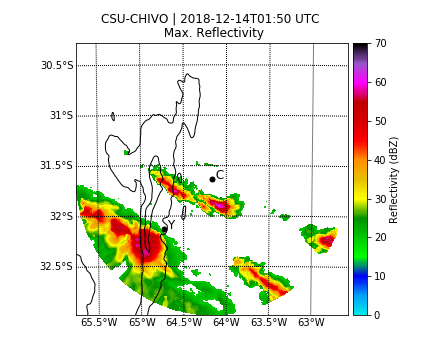 CSU-CHIVO | 2018-12-14T01:50 UTC
Max. Reflectivity
30.5°S
31°S
31.5°S
32°S
32.5°S
65.5°W 65°W 64.5°W 64°W 63.5°W 63°W
C
Y
70
60
50
40
30
20
10
0
Reflectivity (dBZ)